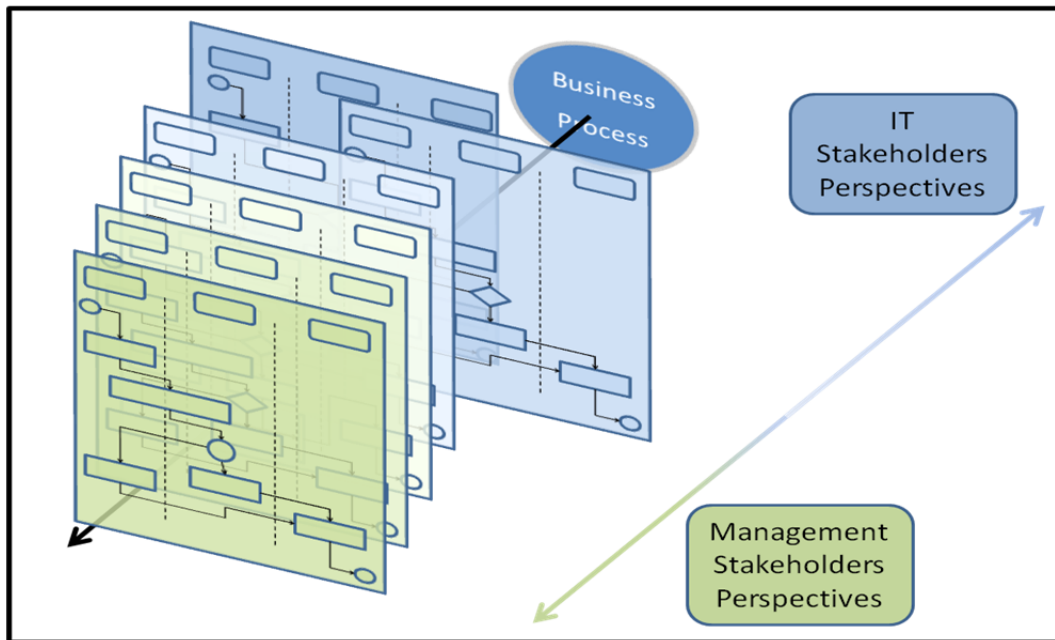 Business
Process
IT
Stakeholders
Perspectives
Management
Stakeholders
Perspectives